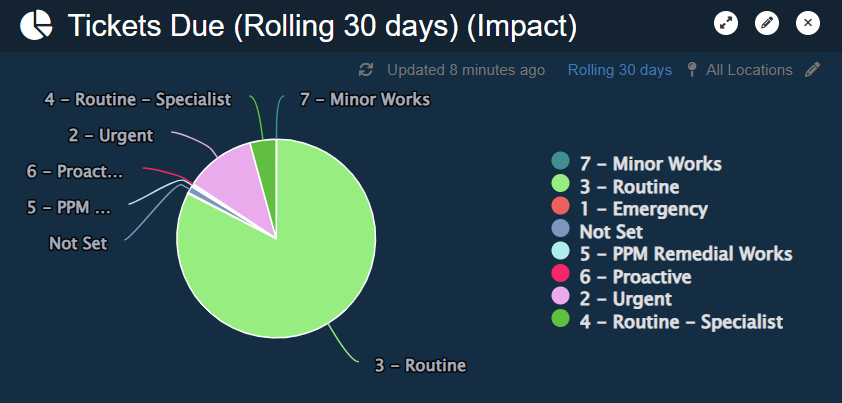 Tickets Due (Rolling 30 days) (Impact)
Updated 8 minutes ago Rolling 30 days All Locations
4 – Routine – Specialist
7 – Minor Works
2 – Urgent
6 – Proact...
5 – PPM ...
Not Set
3 – Routine
7 – Minor Works
3 – Routine
1 – Emergency
Not Set
5 – PPM Remedial Works
6 – Proactive
2 – Urgent
4 – Routine – Specialist